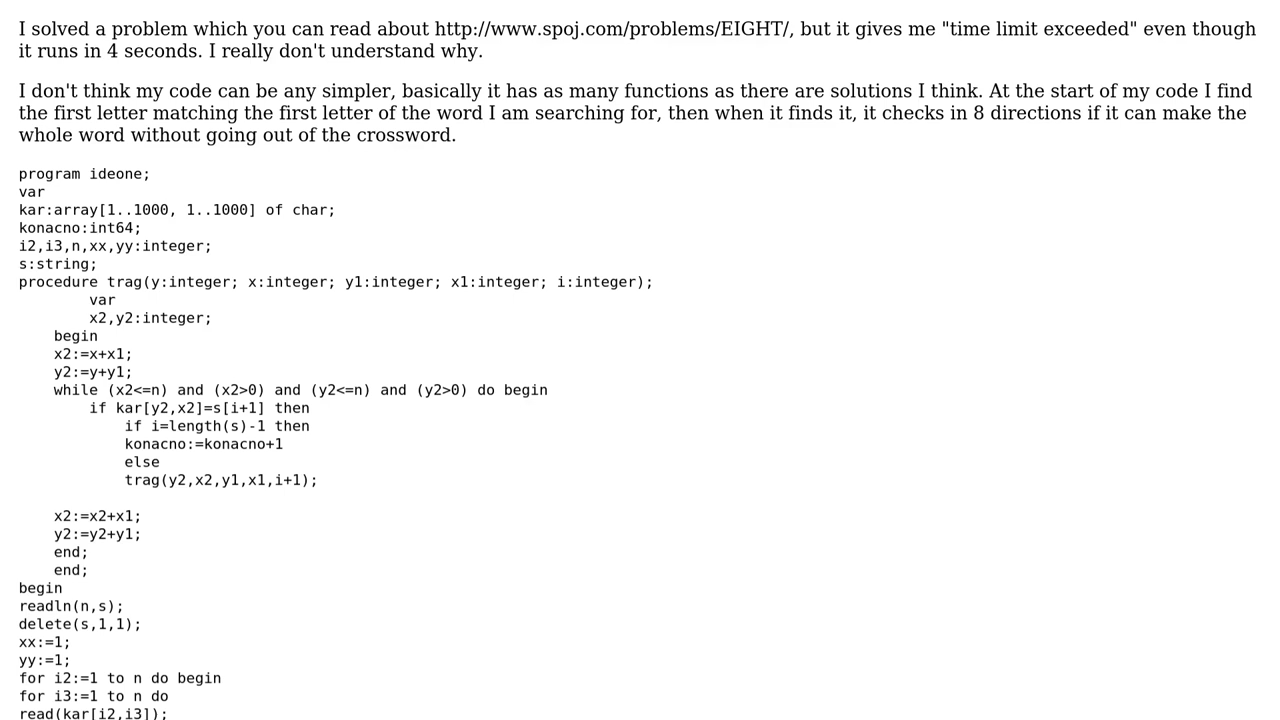 I solved a problem which you can read about http://www.spoj.com/problems/EIGHT/, but it gives me "time limit exceeded" even though
it runs in 4 seconds. I really don't understand why.
I don't think my code can be any simpler, basically it has as many functions as there are solutions I think. At the start of my code I find
the first letter matching the first letter of the word I am searching for, then when it finds it, it checks in 8 directions if it can make the
whole word without going out of the crossword.
program ideone;
var
kar:array[1..1000, 1..1000] of char;
konacno:int64;
i2,i3,n,xx,yy:integer;
s:string;
procedure trag(y:integer; x:integer; y1:integer; x1:integer; i:integer);
        var
        x2,y2:integer;
    begin
    x2:=x+x1;
    y2:=y+y1;
    while (x2<=n) and (x2>0) and (y2<=n) and (y2>0) do begin
        if kar[y2,x2]=s[i+1] then
            if i=length(s)-1 then
            konacno:=konacno+1
            else
            trag(y2,x2,y1,x1,i+1);
    x2:=x2+x1;
    y2:=y2+y1;
    end;
    end;
begin
readln(n,s);
delete(s,1,1);
xx:=1;
yy:=1;
for i2:=1 to n do begin
for i3:=1 to n do
read(kar[i2,i3]);